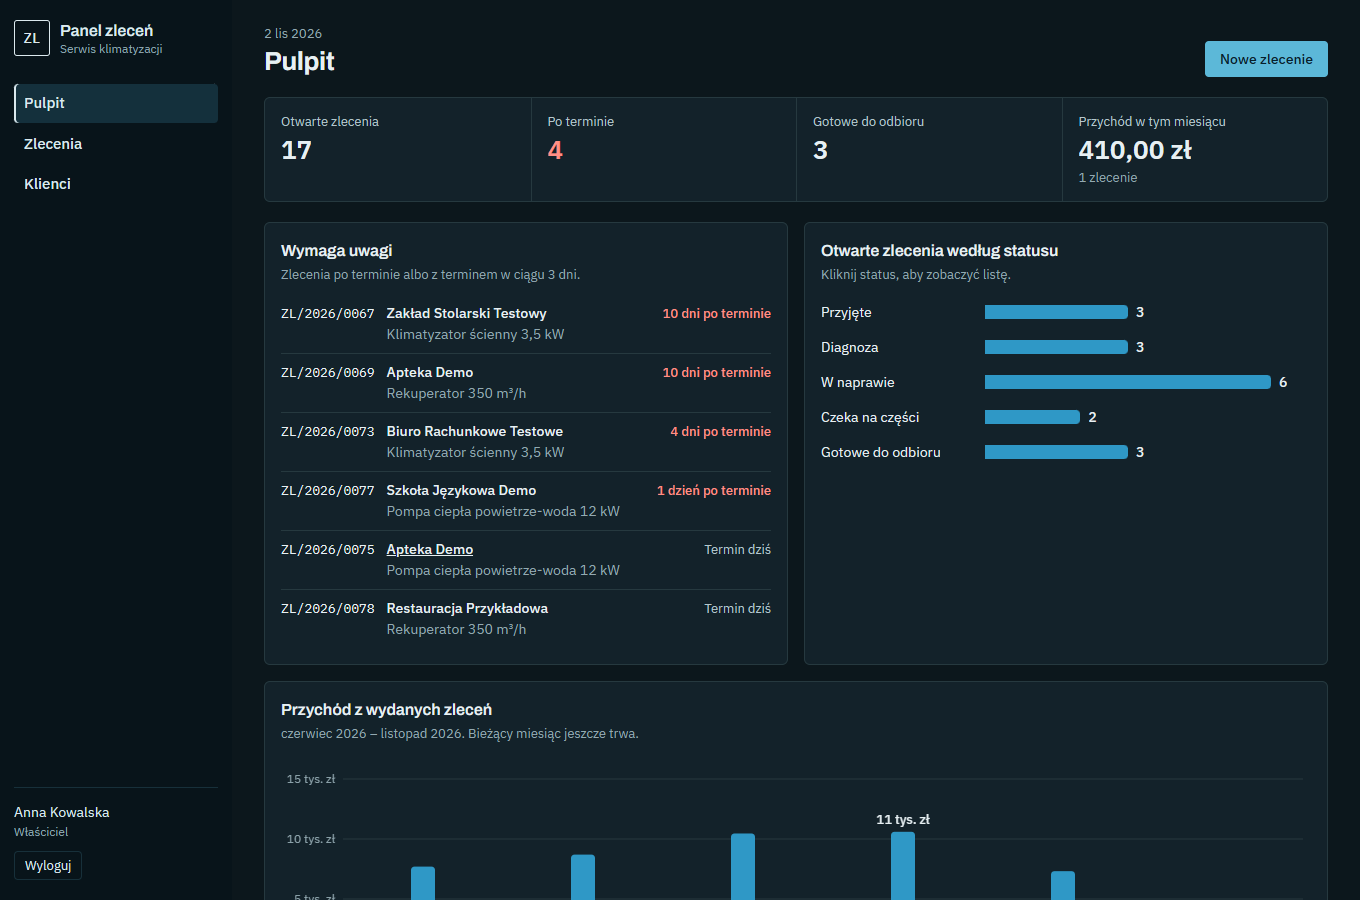 ZL
Panel zleceń
Serwis klimatyzacji
Pulpit
Zlecenia
Klienci
Anna Kowalska
Właściciel
Wyloguj
2 lis 2026
Pulpit
Nowe zlecenie
Otwarte zlecenia
17
Po terminie
4
Gotowe do odbioru
3
Przychód w tym miesiącu
410,00 zł
1 zlecenie
Wymaga uwagi
Zlecenia po terminie albo z terminem w ciągu 3 dni.
ZL/2026/0067 Zakład Stolarski Testowy 10 dni po terminie
Klimatyzator ścienny 3,5 kW
ZL/2026/0069 Apteka Demo 10 dni po terminie
Rekuperator 350 m³/h
ZL/2026/0073 Biuro Rachunkowe Testowe 4 dni po terminie
Klimatyzator ścienny 3,5 kW
ZL/2026/0077 Szkoła Językowa Demo 1 dzień po terminie
Pompa ciepła powietrze-woda 12 kW
ZL/2026/0075 Apteka Demo Termin dziś
Pompa ciepła powietrze-woda 12 kW
ZL/2026/0078 Restauracja Przykładowa Termin dziś
Rekuperator 350 m³/h
Otwarte zlecenia według statusu
Kliknij status, aby zobaczyć listę.
Przyjęte 3
Diagnoza 3
W naprawie 6
Czeka na części 2
Gotowe do odbioru 3
Przychód z wydanych zleceń
czerwiec 2026 – listopad 2026. Bieżący miesiąc jeszcze trwa.
15 tys. zł
11 tys. zł
10 tys. zł
5 tys. zł